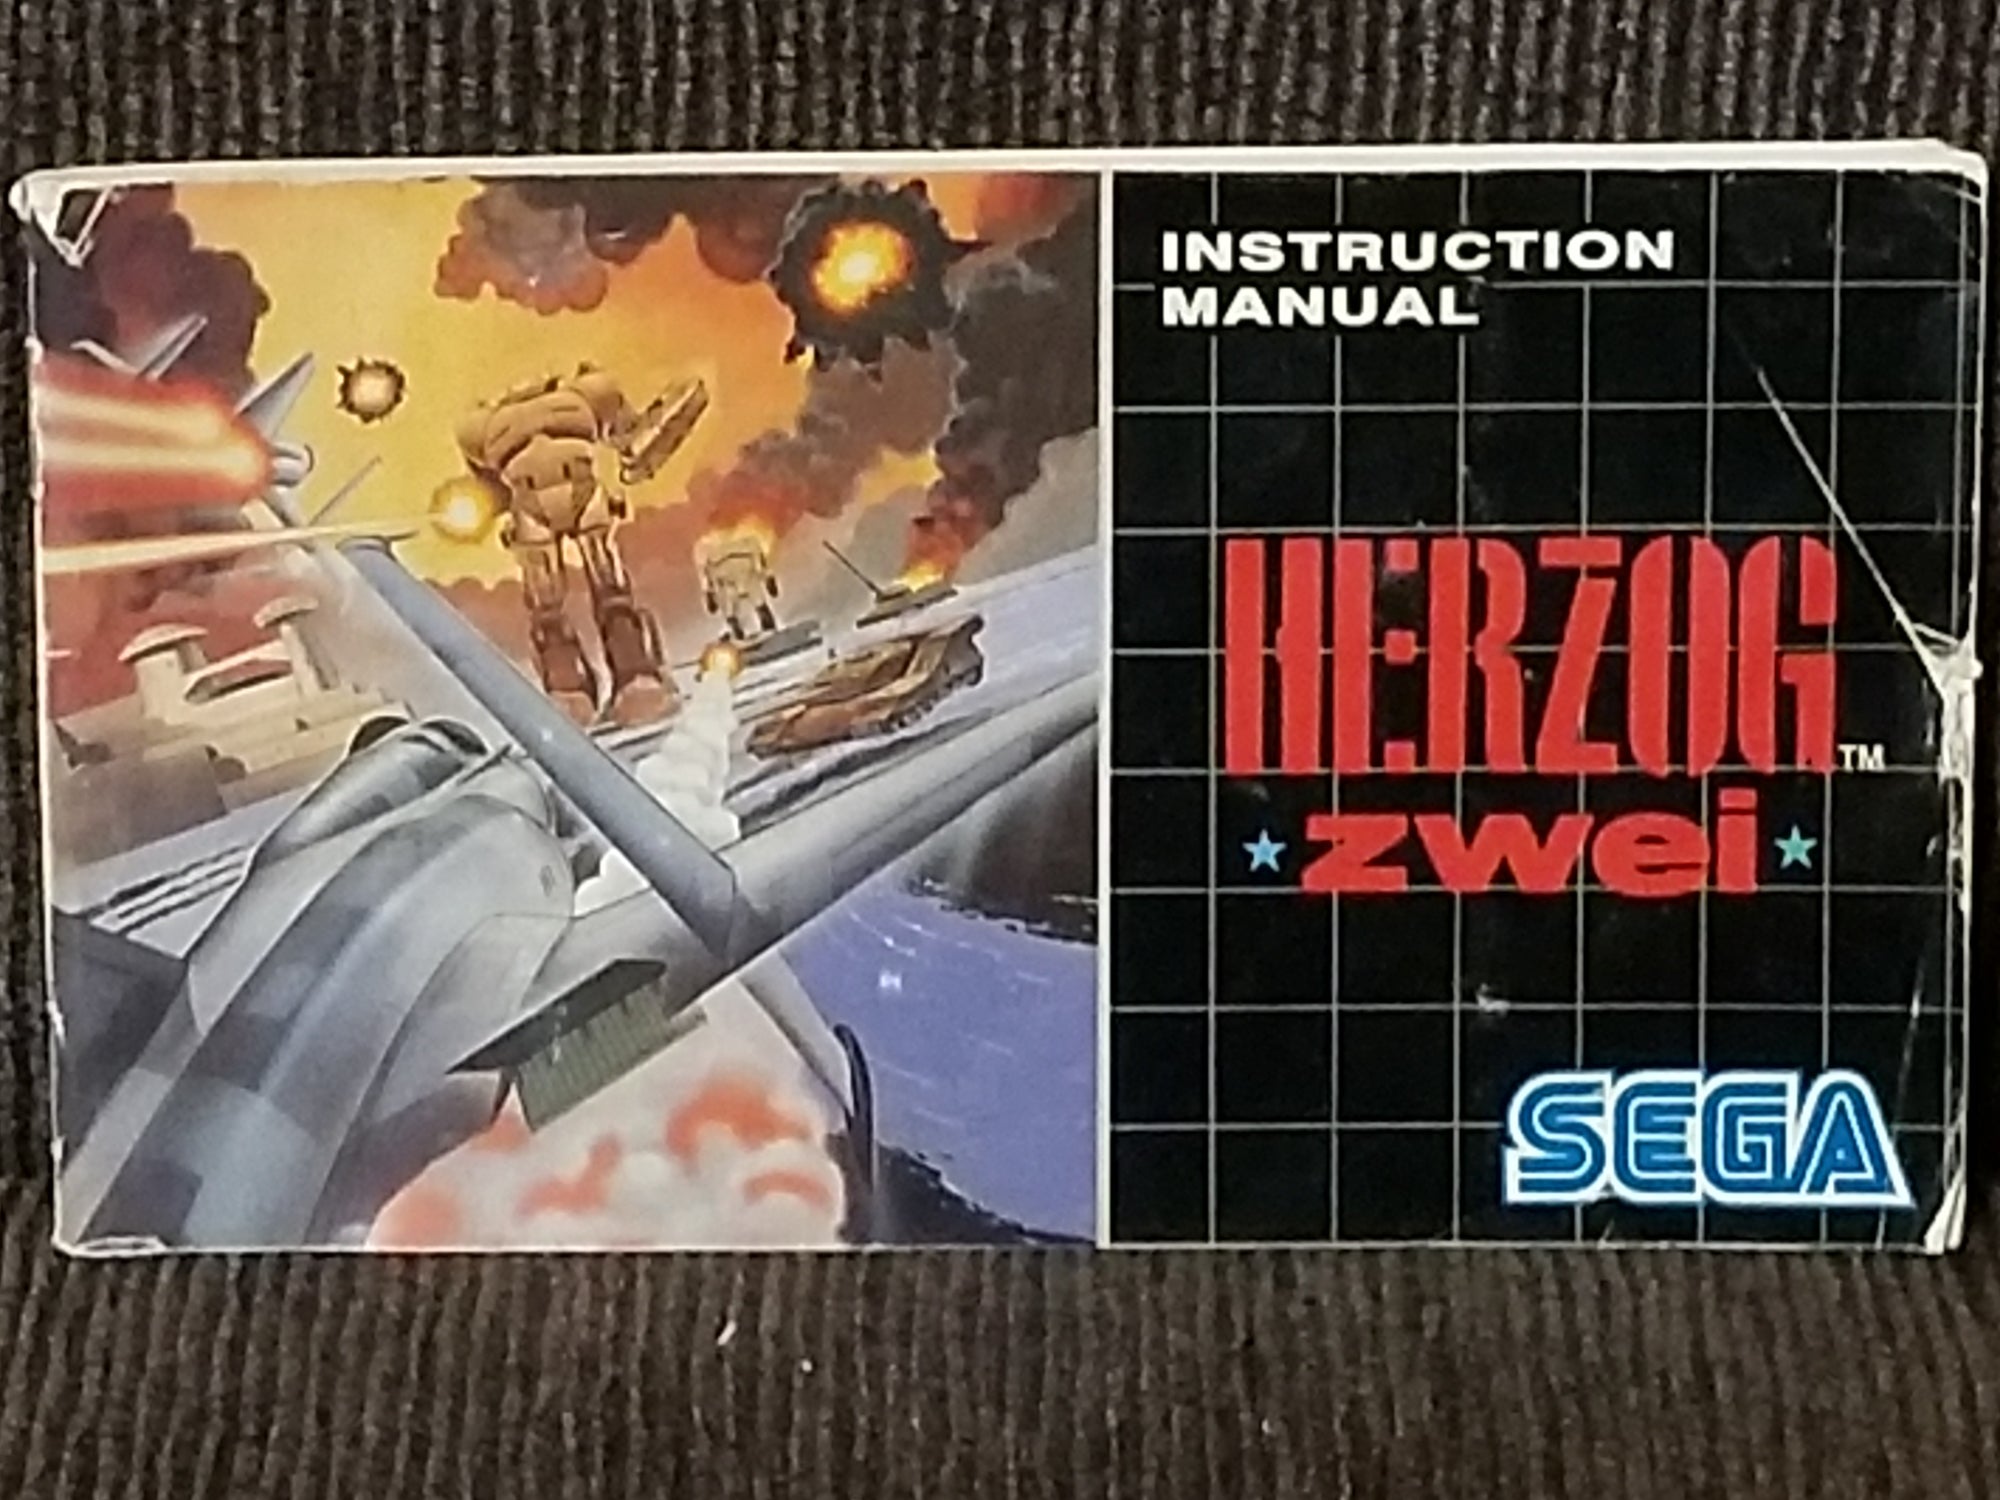 INSTRUCTION
MANUAL
HERZOG™
zwei
SEGA